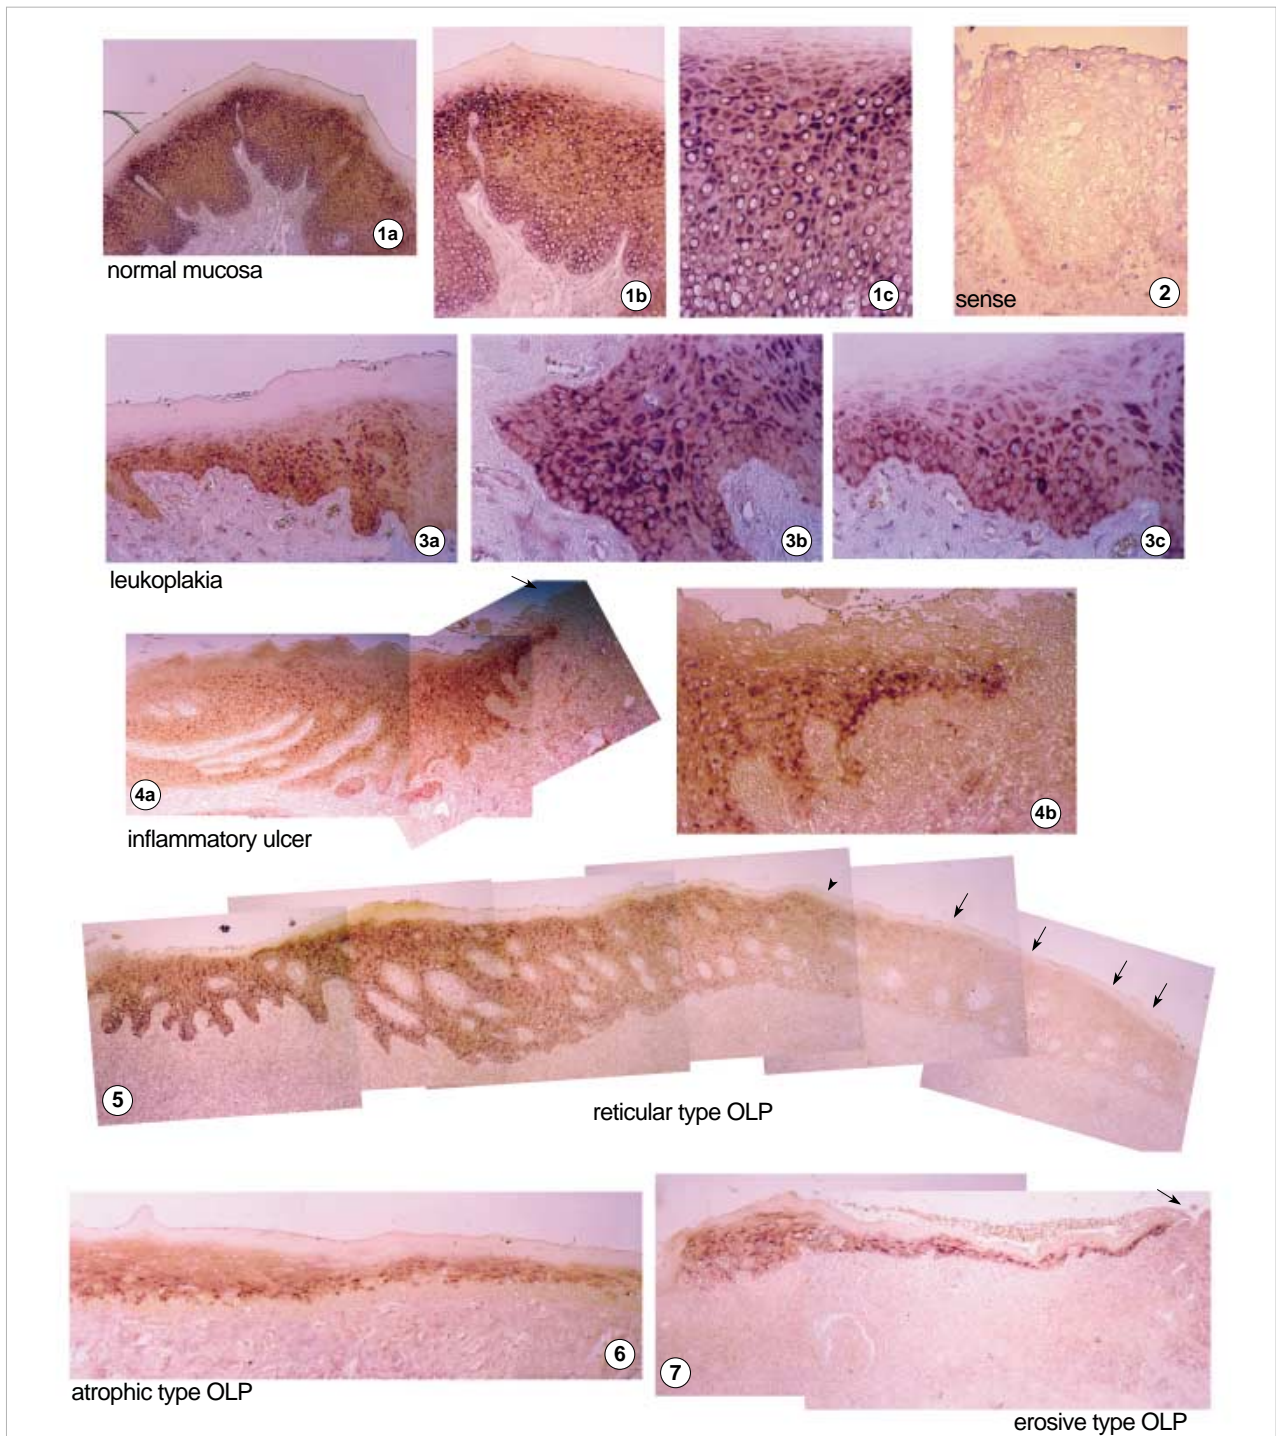 1a
normal mucosa
1b
1c
2
sense
3a
leukoplakia
3b
3c
4a
inflammatory ulcer
4b
5
reticular type OLP
6
atrophic type OLP
7
erosive type OLP